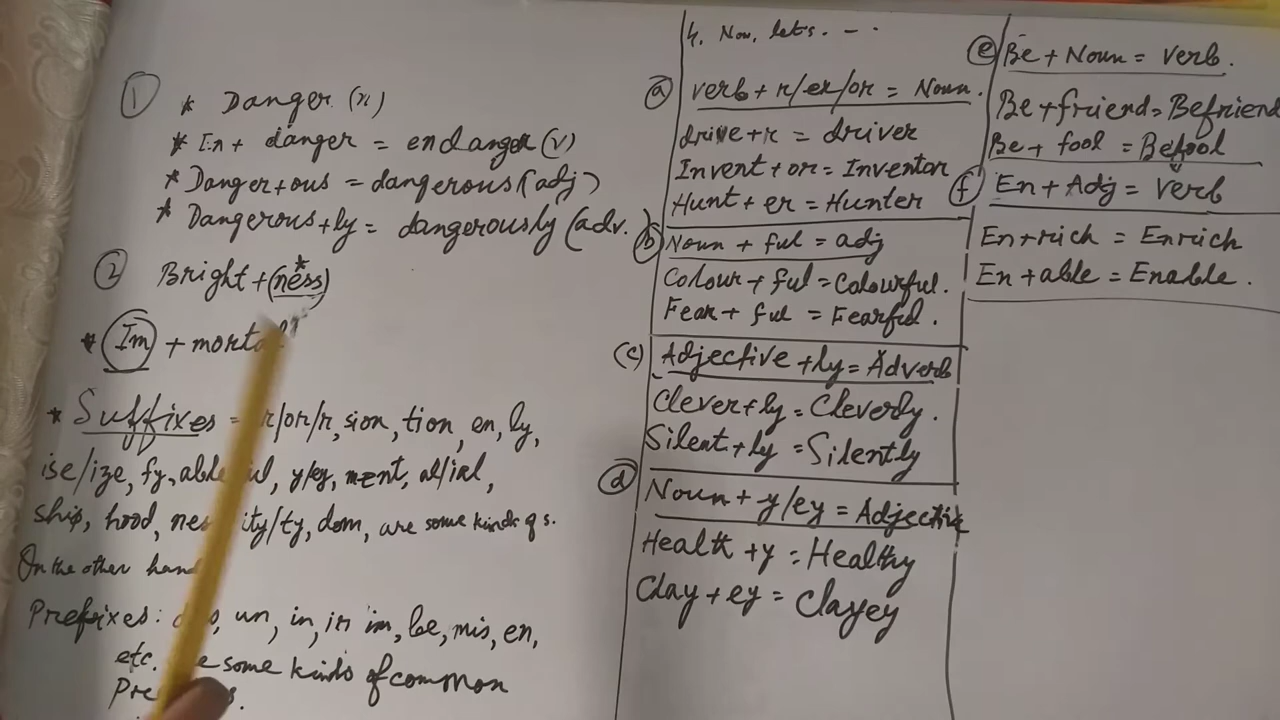 ①
* Danger (n)
* En+ danger = endanger (v)
* Danger+ous = dangerous (adj)
* Dangerous+ly = dangerously (adv.
② Bright + (ness)*
* Im + mortal
* Suffixes = r/or/r, sion, tion, en, ly,
ise/ize, fy, able, ful, y/ey, ment, al/ial,
ship, hood, ness, ity/ty, dom, are some kinds of s.
On the other hand
Prefixes: un, in, ir im, be, mis, en,
etc. some kinds of common
4. Now, let's. - - .
ⓐ verb + r/er/or = Noun.
drive+r = driver
Invent + or = Inventor
Hunt + er = Hunter
(b) Noun + ful = adj
Colour + ful = Colourful.
Fear + ful = Fearful.
(c) Adjective +ly = Adverb
Clever+ly = Cleverly.
Silent+ly = Silently
ⓓ Noun + y/ey = Adjective
Health +y = Healthy
Clay + ey = Clayey
ⓔ Be + Noun = Verb.
Be +friend = Befriend
Be + fool = Befool
ⓕ En + Adj = Verb
En+rich = Enrich
En +able = Enable.